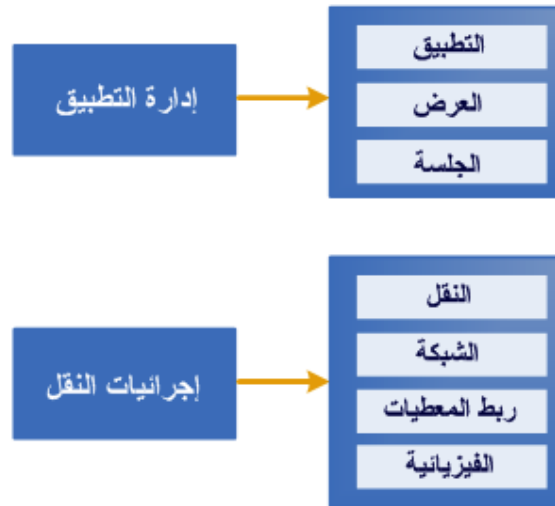 إدارة التطبيق
التطبيق
العرض
الجلسة
إجرائيات النقل
النقل
الشبكة
ربط المعطيات
الفيزيائية